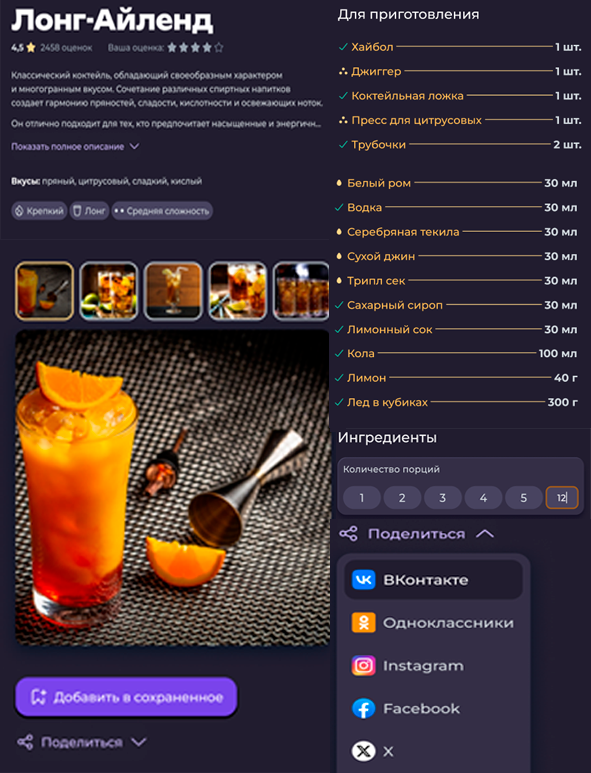 Лонг-Айленд
4,5 2458 оценок Ваша оценка:
Классический коктейль, обладающий своеобразным характером
и многогранным вкусом. Сочетание различных спиртных напитков
создает гармонию пряностей, сладости, кислотности и освежающих ноток.
Он отлично подходит для тех, кто предпочитает насыщенные и энергичн...
Показать полное описание
Вкусы: пряный, цитрусовый, сладкий, кислый
Крепкий Лонг Средняя сложность
Добавить в сохраненное
Поделиться
Для приготовления
Хайбол 1 шт.
Джиггер 1 шт.
Коктейльная ложка 1 шт.
Пресс для цитрусовых 1 шт.
Трубочки 2 шт.
Белый ром 30 мл
Водка 30 мл
Серебряная текила 30 мл
Сухой джин 30 мл
Трипл сек 30 мл
Сахарный сироп 30 мл
Лимонный сок 30 мл
Кола 100 мл
Лимон 40 г
Лед в кубиках 300 г
Ингредиенты
Количество порций
1 2 3 4 5 12
Поделиться
ВКонтакте
Одноклассники
Instagram
Facebook
X